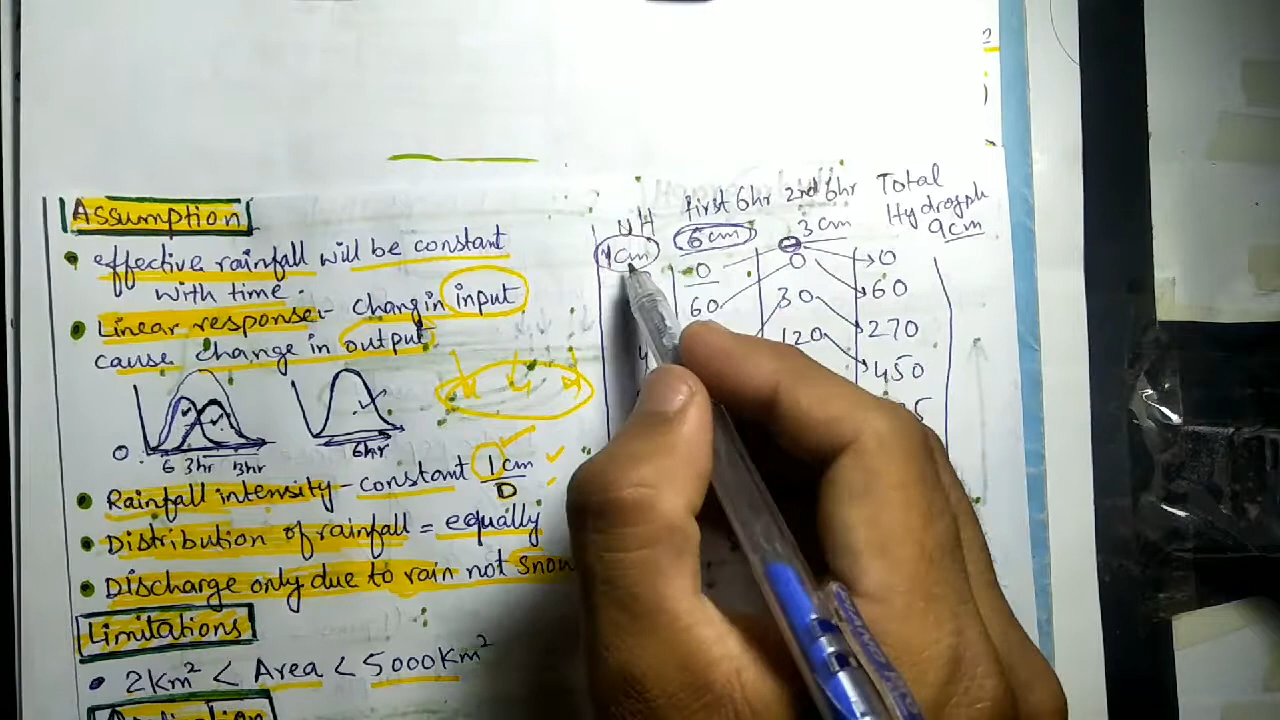 Assumption
• effective rainfall will be constant
with time.
• Linear response:- chang in input
cause change in output
6 3hr 3hr
6hr
• Rainfall intensity - constant 1cm
D
• Distribution of rainfall = equally
• Discharge only due to rain not snow
Limitations
• 2km² < Area < 5000km²
UH
1cm
first 6hr 2nd 6hr
6cm 3cm
Total
Hydrogph
9cm
0 0 0
60 30 60
120 270
450